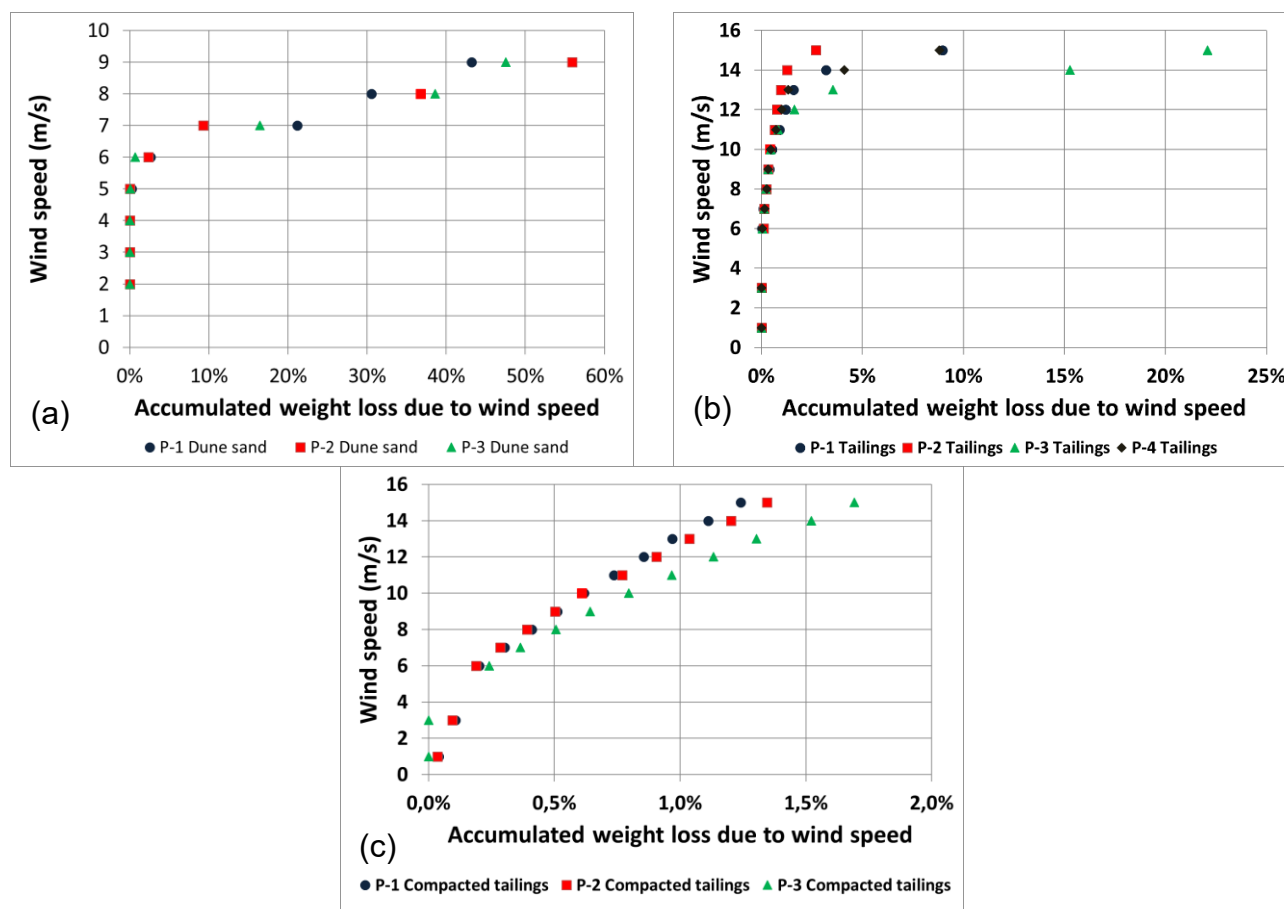 10
9
8
7
6
5
4
3
2
1
0
Wind speed (m/s)
0% 10% 20% 30% 40% 50% 60%
(a) Accumulated weight loss due to wind speed
P-1 Dune sand P-2 Dune sand P-3 Dune sand
16
14
12
10
8
6
4
2
0
Wind speed (m/s)
0% 5% 10% 15% 20% 25%
(b) Accumulated weight loss due to wind speed
P-1 Tailings P-2 Tailings P-3 Tailings P-4 Tailings
16
14
12
10
8
6
4
2
0
Wind speed (m/s)
0,0% 0,5% 1,0% 1,5% 2,0%
(c) Accumulated weight loss due to wind speed
P-1 Compacted tailings P-2 Compacted tailings P-3 Compacted tailings